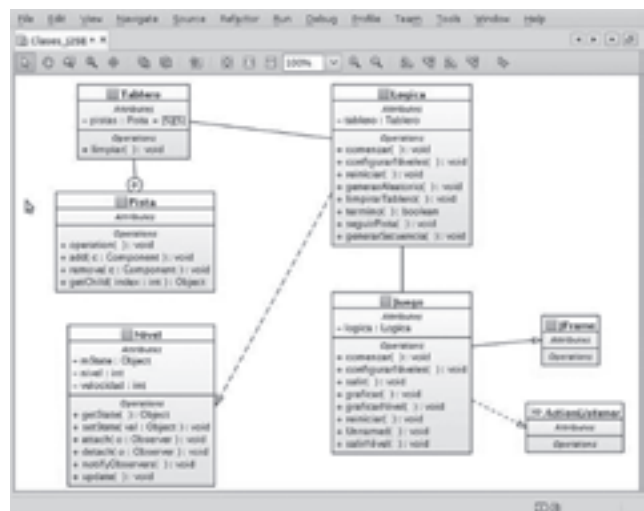 File Edit View Navigate Source Refactor Run Debug Profile Team Tools Window Help
100%
Tablero
Attributes
- pistas : Pista = [5][5]
Operations
+ limpiar( ) : void
Pista
Attributes
Operations
+ operation( ) : void
+ add( c : Component ) : void
+ remove( c : Component ) : void
+ getChild( index : int ) : Object
Nivel
Attributes
- mState : Object
- nivel : int
- velocidad : int
Operations
+ getState( ) : Object
+ setState( val : Object ) : void
+ attach( o : Observer ) : void
+ detach( o : Observer ) : void
+ notifyObservers( ) : void
+ update( ) : void
Logica
Attributes
- tablero : Tablero
Operations
+ comenzar( ) : void
+ configurarNiveles( ) : void
+ reiniciar( ) : void
+ generarAleatorio( ) : void
+ limpiarTablero( ) : void
+ termino( ) : boolean
+ seguirPista( ) : void
+ generarSecuencia( ) : void
Juego
Attributes
- logica : Logica
Operations
+ comenzar( ) : void
+ configurarNiveles( ) : void
+ salir( ) : void
+ graficar( ) : void
+ graficarNivel( ) : void
+ reiniciar( ) : void
+ Unnamed( ) : void
+ subirNivel( ) : void
JFrame
Attributes
Operations
ActionListener
Attributes
Operations